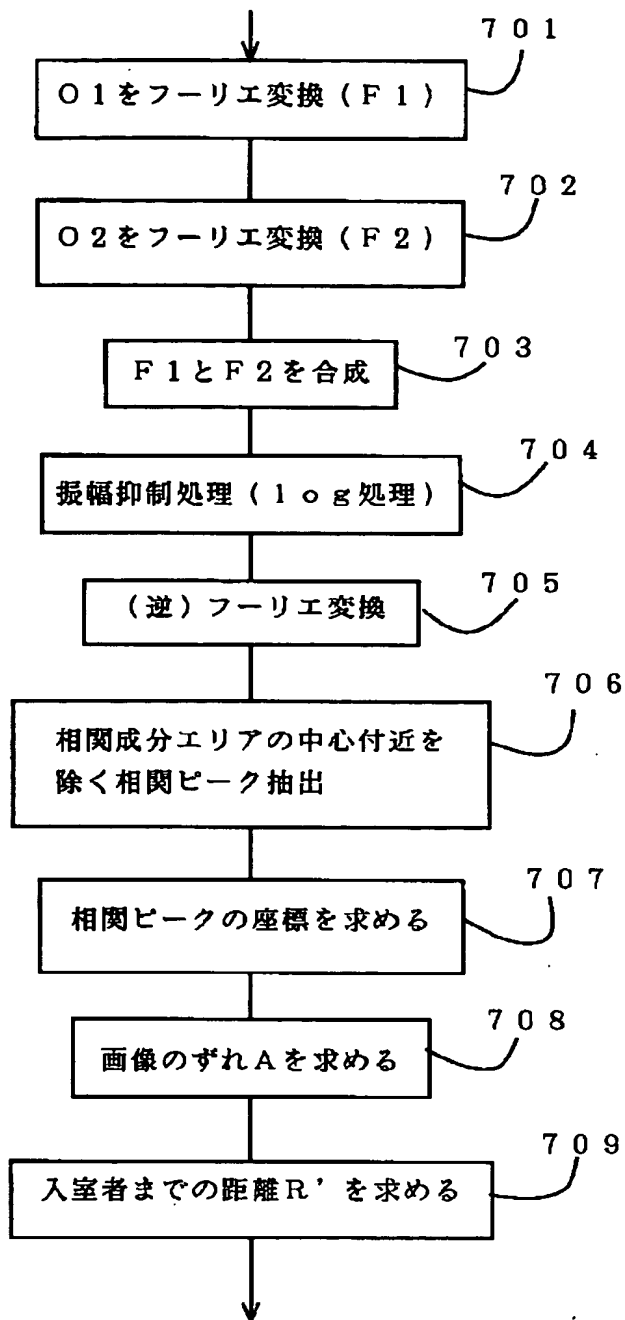 701
O1をフーリエ変換(F1)
702
O2をフーリエ変換(F2)
703
F1とF2を合成
704
振幅抑制処理(log処理)
705
(逆)フーリエ変換
706
相関成分エリアの中心付近を
除く相関ピーク抽出
707
相関ピークの座標を求める
708
画像のずれAを求める
709
入室者までの距離R'を求める